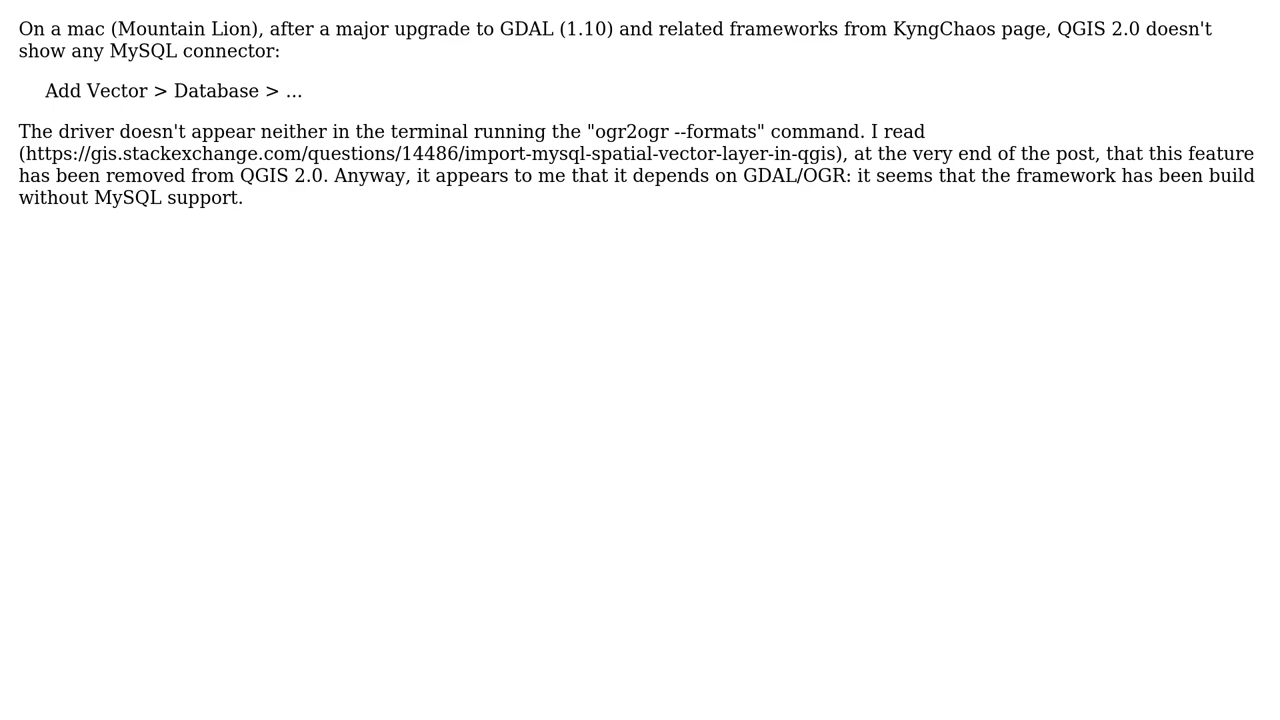 On a mac (Mountain Lion), after a major upgrade to GDAL (1.10) and related frameworks from KyngChaos page, QGIS 2.0 doesn't
show any MySQL connector:
Add Vector > Database > ...
The driver doesn't appear neither in the terminal running the "ogr2ogr --formats" command. I read
(https://gis.stackexchange.com/questions/14486/import-mysql-spatial-vector-layer-in-qgis), at the very end of the post, that this feature
has been removed from QGIS 2.0. Anyway, it appears to me that it depends on GDAL/OGR: it seems that the framework has been build
without MySQL support.